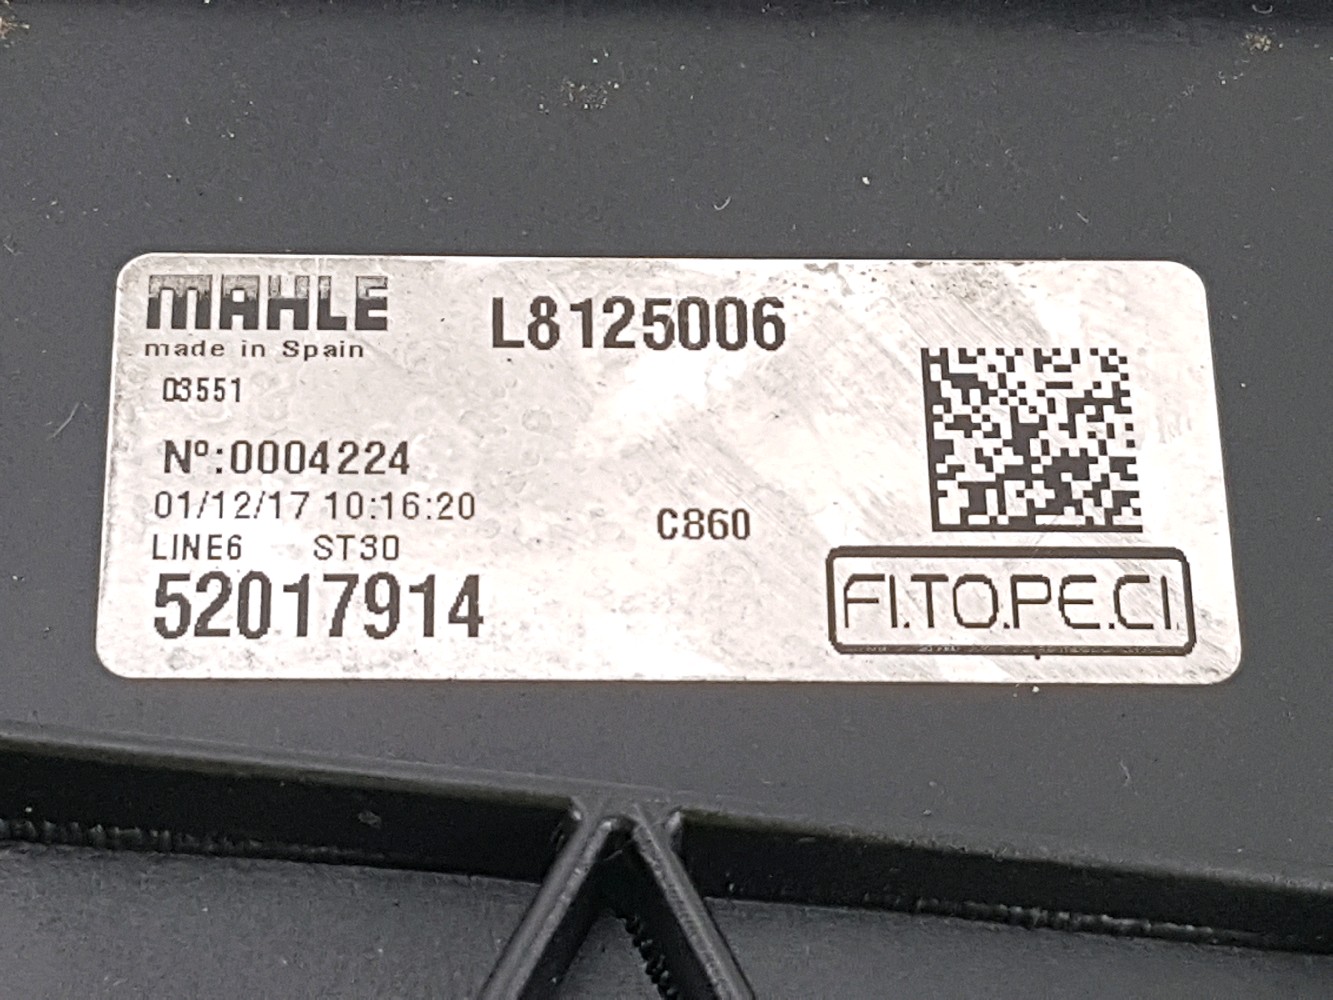 MAHLE
made in Spain
L8125006
03551
Nº:0004224
01/12/17 10:16:20
LINE6 ST30
C860
52017914
FI.TO.PE.CI.